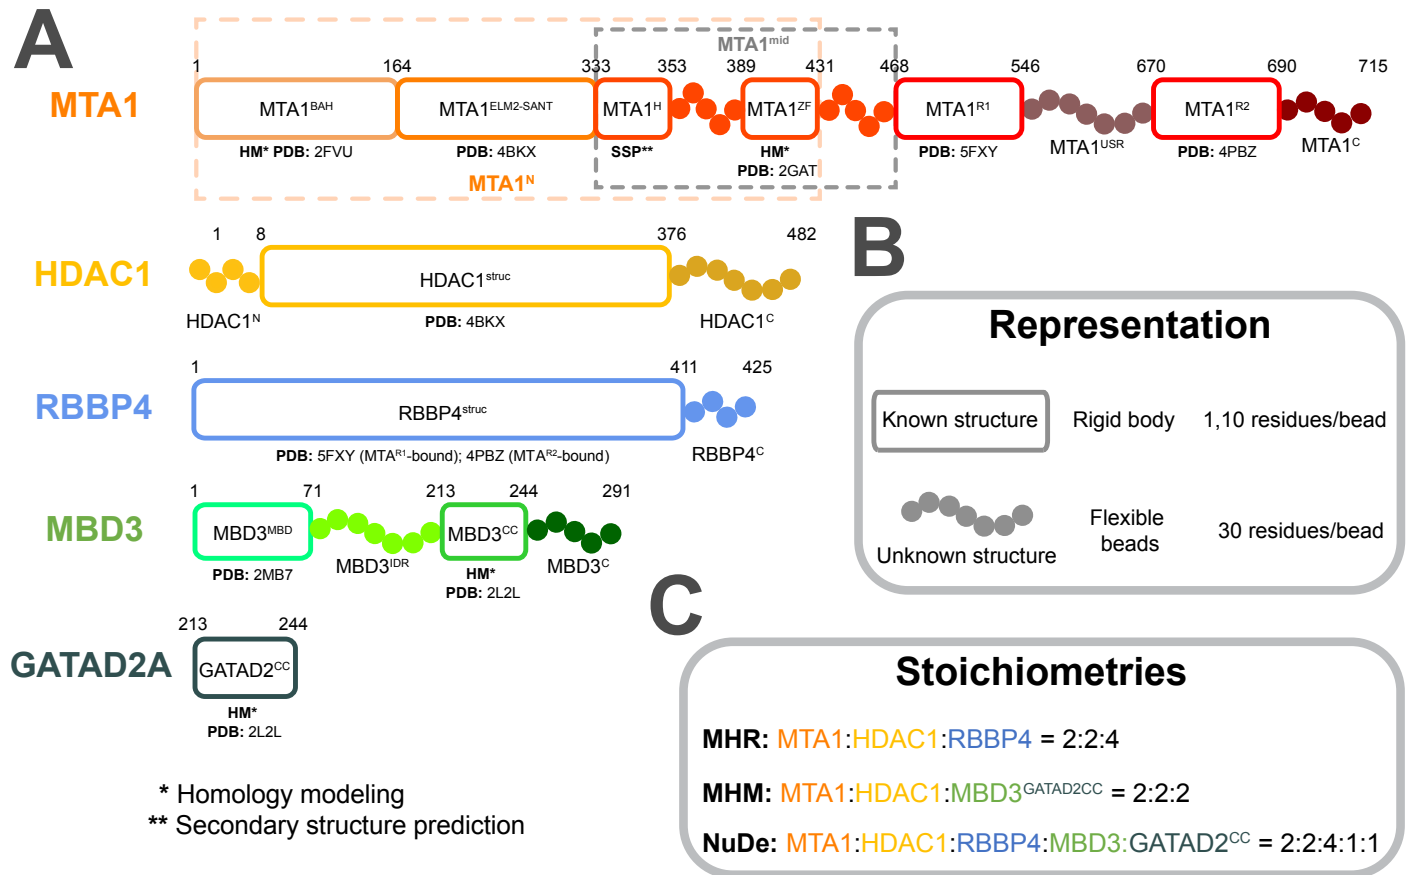 A
MTA1mid
1 164 333 353 389 431 468 546 670 690 715
MTA1 MTA1BAH MTA1ELM2-SANT MTA1H MTA1ZF MTA1R1 MTA1R2
HM* PDB: 2FVU PDB: 4BKX SSP** HM* PDB: 5FXY MTA1USR PDB: 4PBZ MTA1C
PDB: 2GAT
MTA1N
1 8 376 482
HDAC1 HDAC1struc
HDAC1N PDB: 4BKX HDAC1C
1 411 425
RBBP4 RBBP4struc
PDB: 5FXY (MTAR1-bound); 4PBZ (MTAR2-bound) RBBP4C
1 71 213 244 291
MBD3 MBD3MBD MBD3CC
PDB: 2MB7 MBD3IDR HM* MBD3C
PDB: 2L2L
213 244
GATAD2A GATAD2CC
HM*
PDB: 2L2L
* Homology modeling
** Secondary structure prediction
B
Representation
Known structure Rigid body 1,10 residues/bead
Unknown structure Flexible beads 30 residues/bead
C
Stoichiometries
MHR: MTA1:HDAC1:RBBP4 = 2:2:4
MHM: MTA1:HDAC1:MBD3GATAD2CC = 2:2:2
NuDe: MTA1:HDAC1:RBBP4:MBD3:GATAD2CC = 2:2:4:1:1